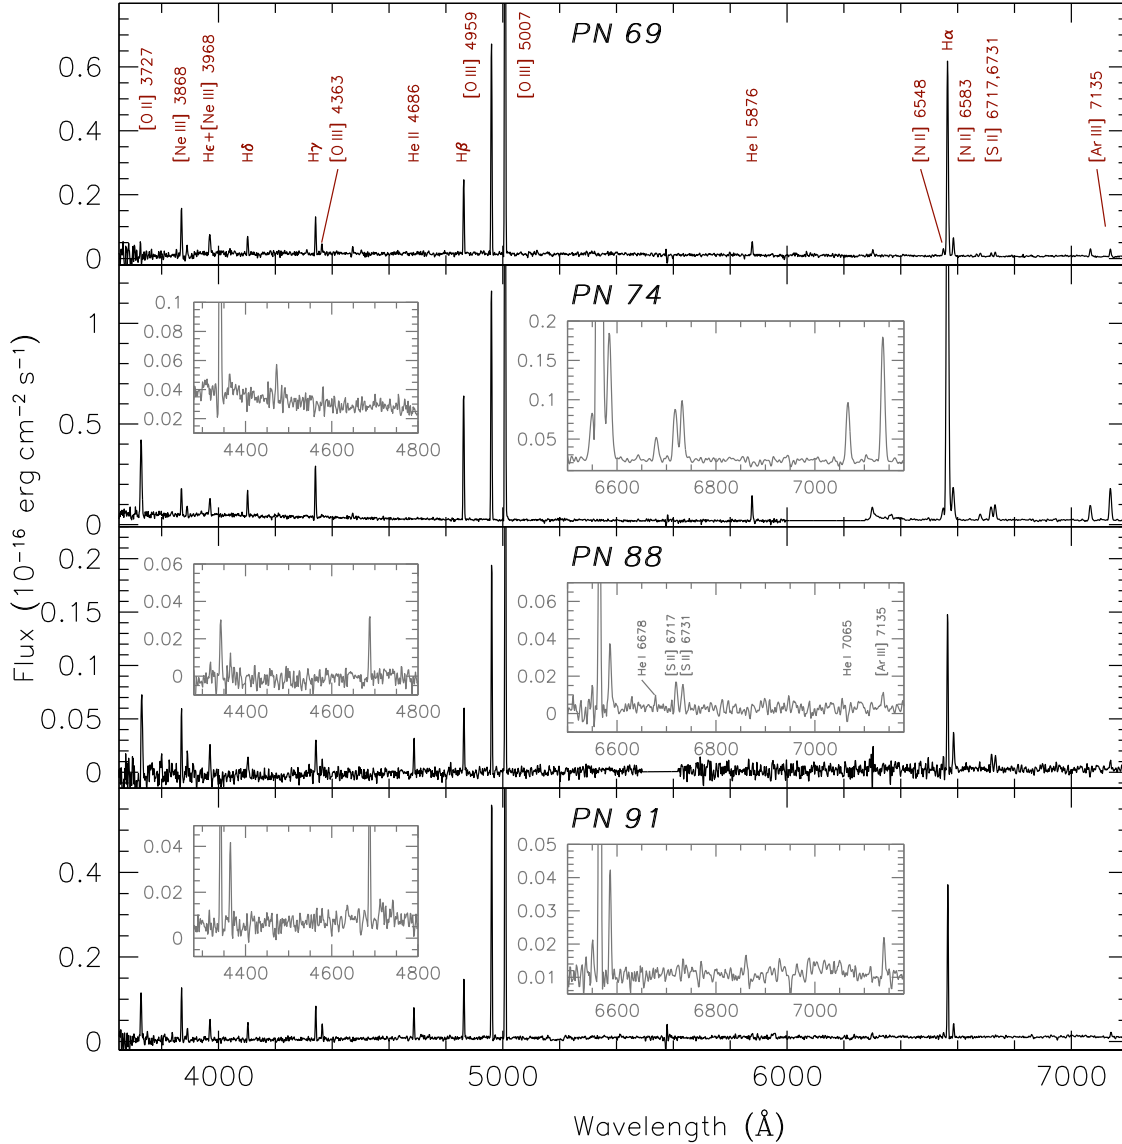 PN 69
[O II] 3727
[Ne III] 3868
Hϵ+[Ne III] 3968
Hδ
Hγ
[O III] 4363
He II 4686
Hβ
[O III] 4959
[O III] 5007
He I 5876
[N II] 6548
Hα
[N II] 6583
[S II] 6717,6731
[Ar III] 7135
0.6
0.4
0.2
0
PN 74
1
0.5
0
0.1
0.08
0.06
0.04
0.02
4400 4600 4800
0.2
0.15
0.1
0.05
6600 6800 7000
PN 88
0.2
0.15
0.1
0.05
0
0.06
0.04
0.02
0
4400 4600 4800
0.06
0.04
0.02
0
He I 6678
[S II] 6717
[S II] 6731
He I 7065
[Ar III] 7135
6600 6800 7000
PN 91
0.4
0.2
0
0.04
0.02
0
4400 4600 4800
0.05
0.04
0.03
0.02
0.01
6600 6800 7000
4000 5000 6000 7000
Wavelength (Å)
Flux (10⁻¹⁶ erg cm⁻² s⁻¹)